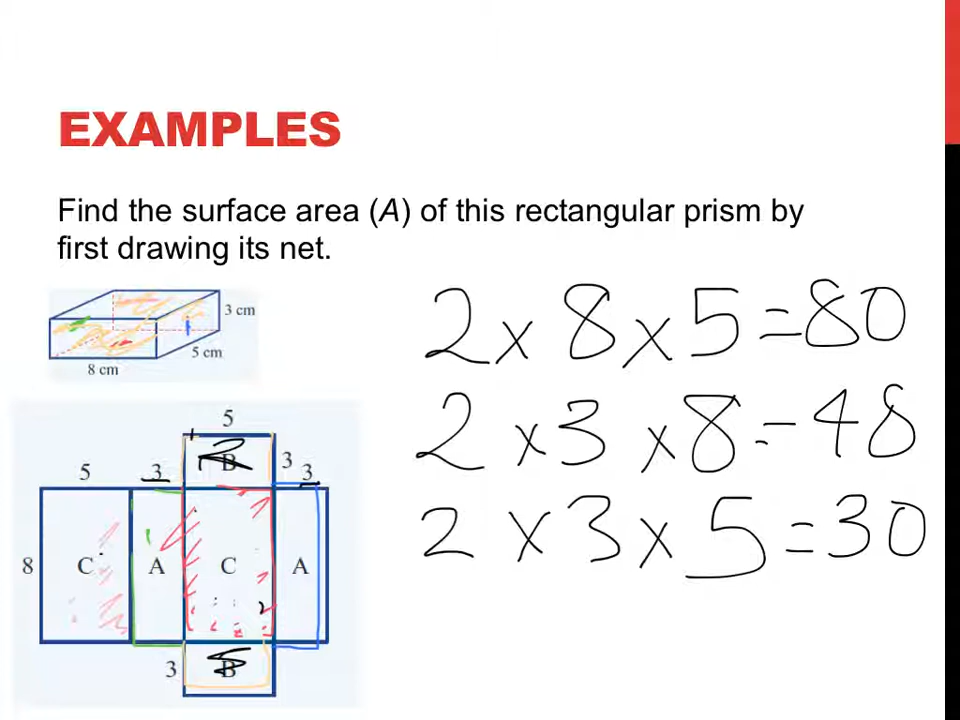 EXAMPLES
Find the surface area (A) of this rectangular prism by
first drawing its net.
3 cm
5 cm
8 cm
2 x 8 x 5 = 80
2 x 3 x 8 = 48
2 x 3 x 5 = 30
5
B
3
5
3
3
8
C
A
C
A
3
B